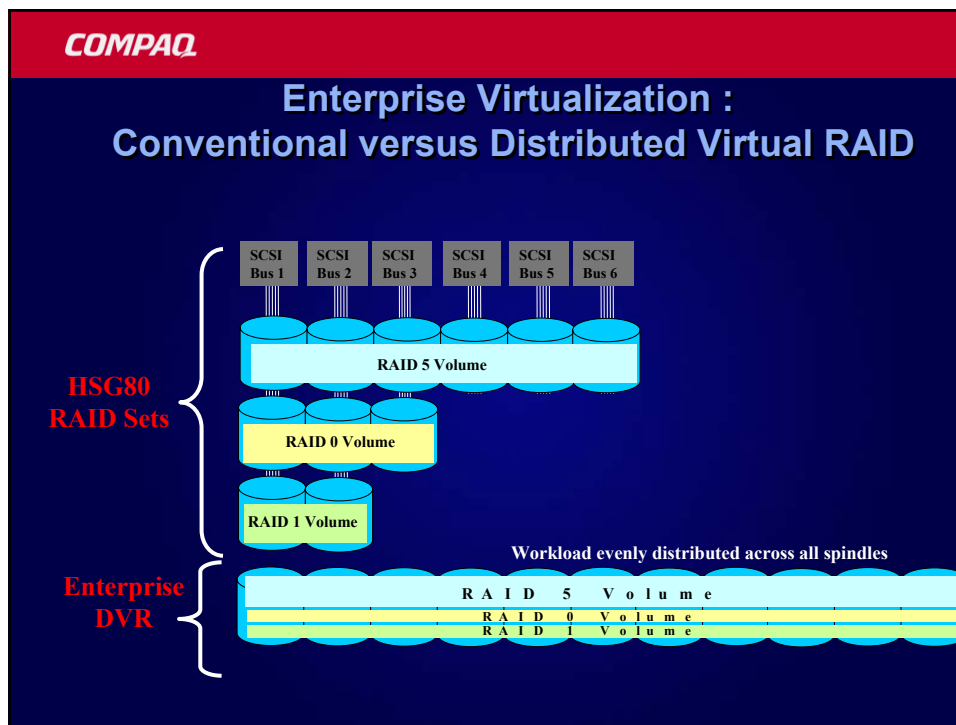 COMPAQ
Enterprise Virtualization :
Conventional versus Distributed Virtual RAID
SCSI
Bus 1
SCSI
Bus 2
SCSI
Bus 3
SCSI
Bus 4
SCSI
Bus 5
SCSI
Bus 6
RAID 5 Volume
HSG80
RAID Sets
RAID 0 Volume
RAID 1 Volume
Workload evenly distributed across all spindles
Enterprise
DVR
RAID 5 Volume
RAID 0 Volume
RAID 1 Volume